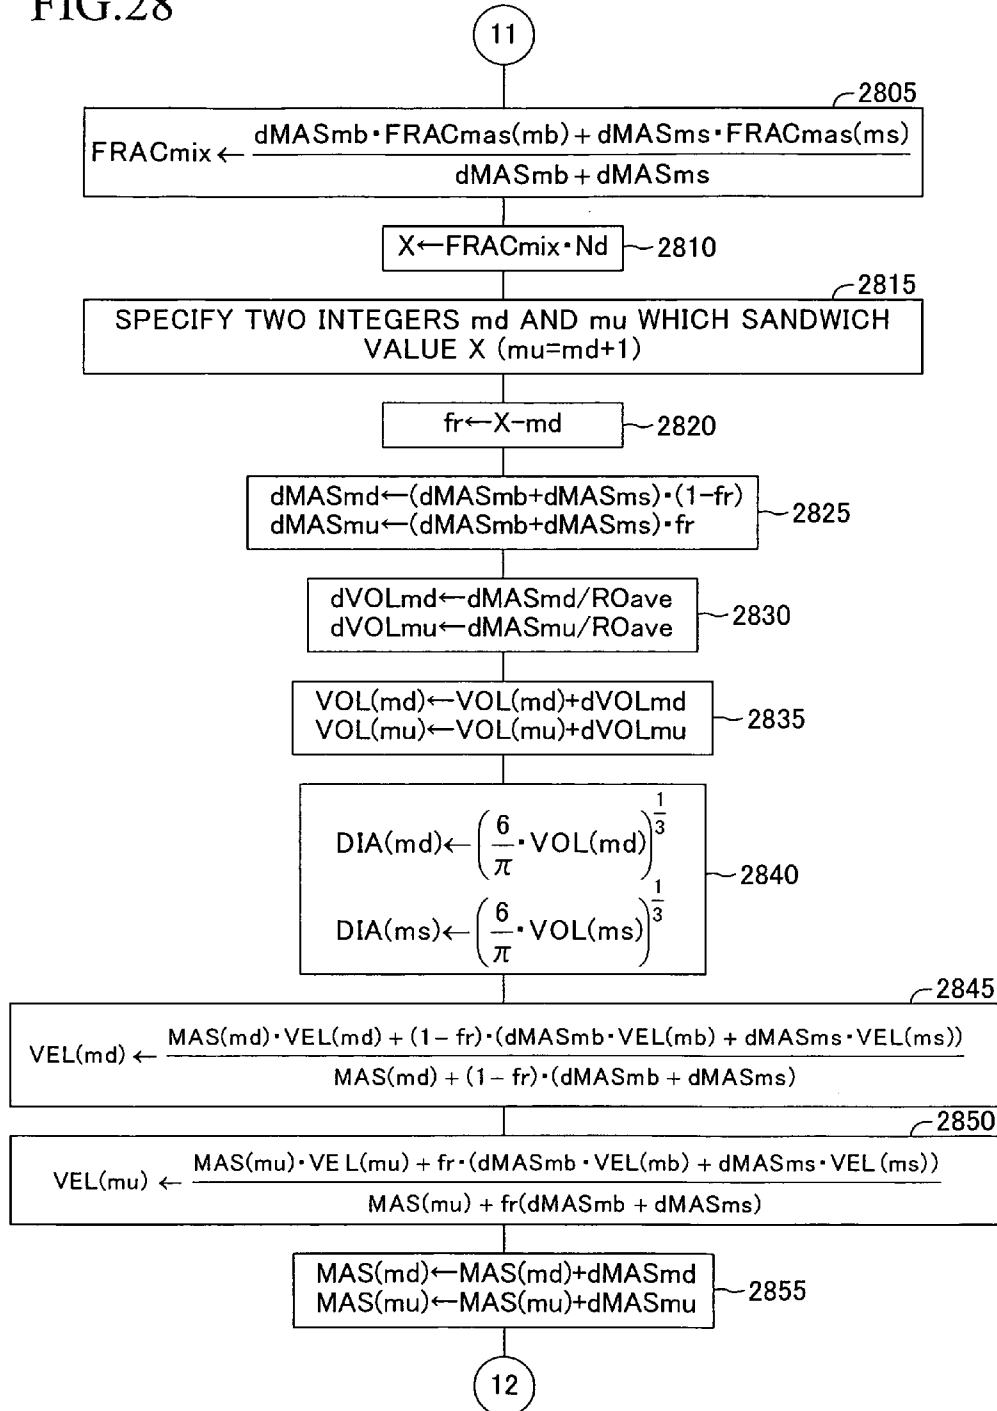 FIG.28
11
2805
FRACmix ← (dMASmb・FRACmas(mb) + dMASms・FRACmas(ms)) / (dMASmb + dMASms)
X←FRACmix・Nd
2810
2815
SPECIFY TWO INTEGERS md AND mu WHICH SANDWICH
VALUE X (mu=md+1)
fr←X-md
2820
dMASmd←(dMASmb+dMASms)・(1-fr)
dMASmu←(dMASmb+dMASms)・fr
2825
dVOLmd←dMASmd/ROave
dVOLmu←dMASmu/ROave
2830
VOL(md)←VOL(md)+dVOLmd
VOL(mu)←VOL(mu)+dVOLmu
2835
DIA(md)←(6/π・VOL(md))^1/3
DIA(ms)←(6/π・VOL(ms))^1/3
2840
2845
VEL(md) ← (MAS(md)・VEL(md) + (1 - fr)・(dMASmb・VEL(mb) + dMASms・VEL(ms))) / (MAS(md) + (1 - fr)・(dMASmb + dMASms))
2850
VEL(mu) ← (MAS(mu)・VEL(mu) + fr・(dMASmb・VEL(mb) + dMASms・VEL(ms))) / (MAS(mu) + fr(dMASmb + dMASms))
MAS(md)←MAS(md)+dMASmd
MAS(mu)←MAS(mu)+dMASmu
2855
12